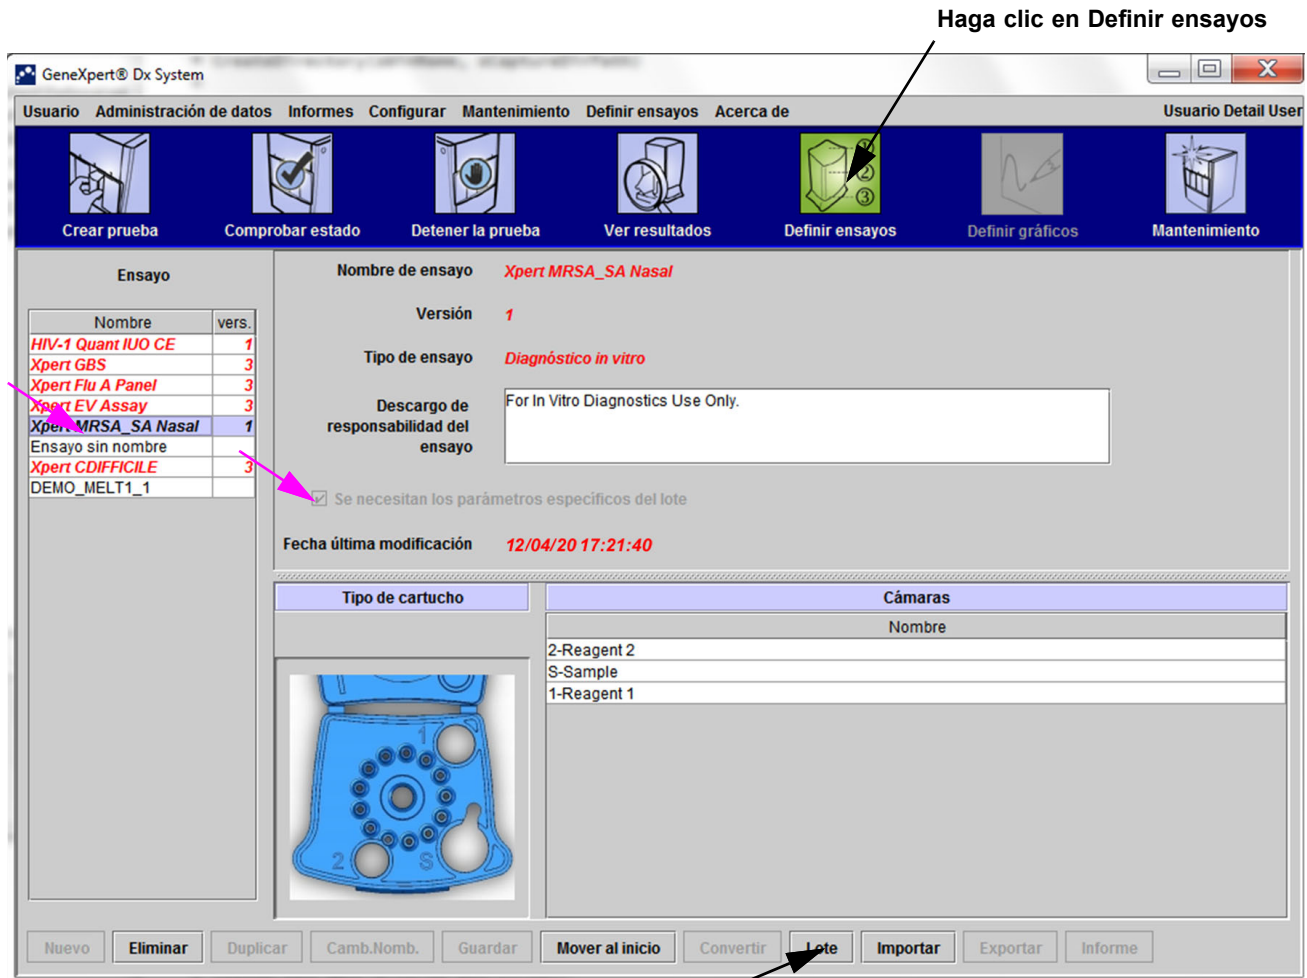 Haga clic en Definir ensayos
GeneXpert® Dx System
Usuario Administración de datos Informes Configurar Mantenimiento Definir ensayos Acerca de Usuario Detail User
Crear prueba Comprobar estado Detener la prueba Ver resultados Definir ensayos Definir gráficos Mantenimiento
① ② ③
Ensayo
Nombre vers.
HIV-1 Quant IUO CE 1
Xpert GBS 3
Xpert Flu A Panel 3
Xpert EV Assay 3
Xpert MRSA_SA Nasal 1
Ensayo sin nombre
Xpert CDIFFICILE 3
DEMO_MELT1_1
Nombre de ensayo Xpert MRSA_SA Nasal
Versión 1
Tipo de ensayo Diagnóstico in vitro
Descargo de
responsabilidad del
ensayo
For In Vitro Diagnostics Use Only.
Se necesitan los parámetros específicos del lote
Fecha última modificación 12/04/20 17:21:40
Tipo de cartucho
1
2 S
Cámaras
Nombre
2-Reagent 2
S-Sample
1-Reagent 1
Nuevo Eliminar Duplicar Camb.Nomb. Guardar Mover al inicio Convertir Lote Importar Exportar Informe